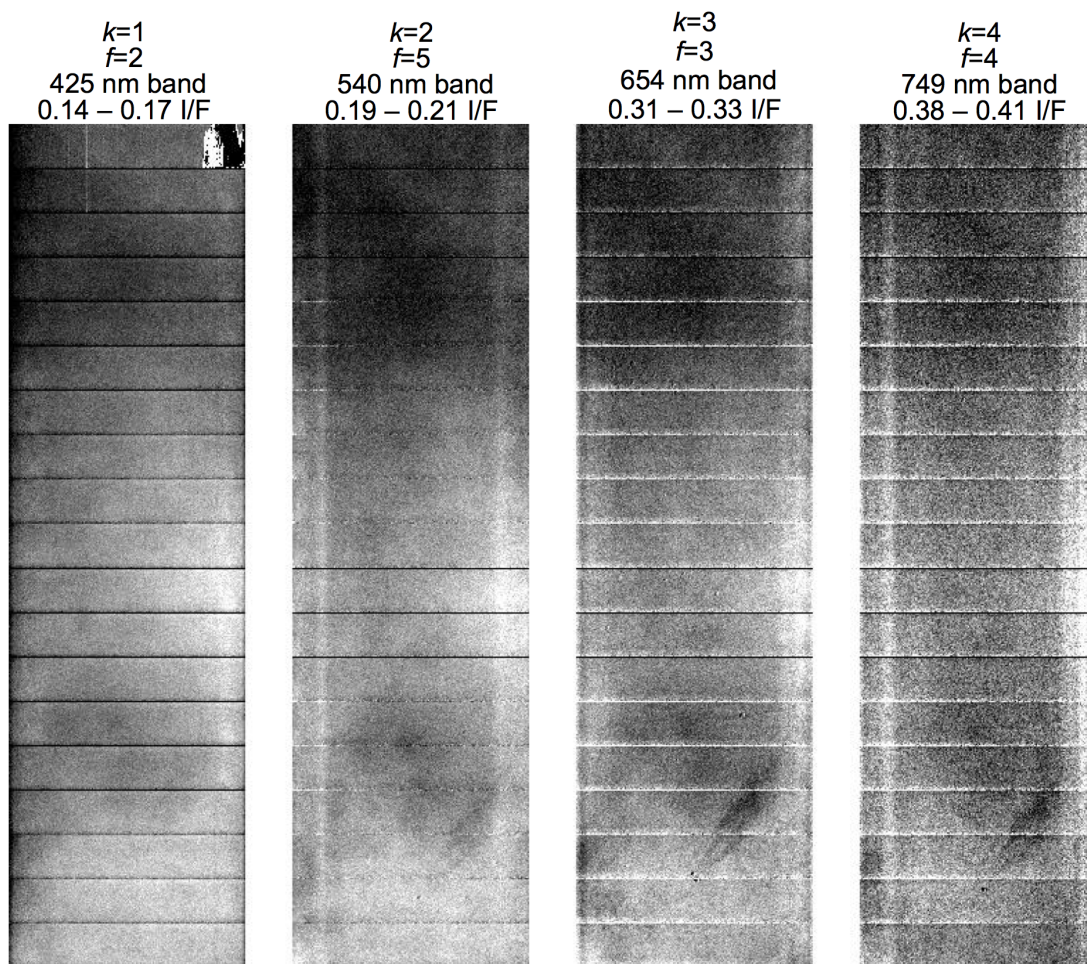 k=1
f=2
425 nm band
0.14 – 0.17 I/F
k=2
f=5
540 nm band
0.19 – 0.21 I/F
k=3
f=3
654 nm band
0.31 – 0.33 I/F
k=4
f=4
749 nm band
0.38 – 0.41 I/F